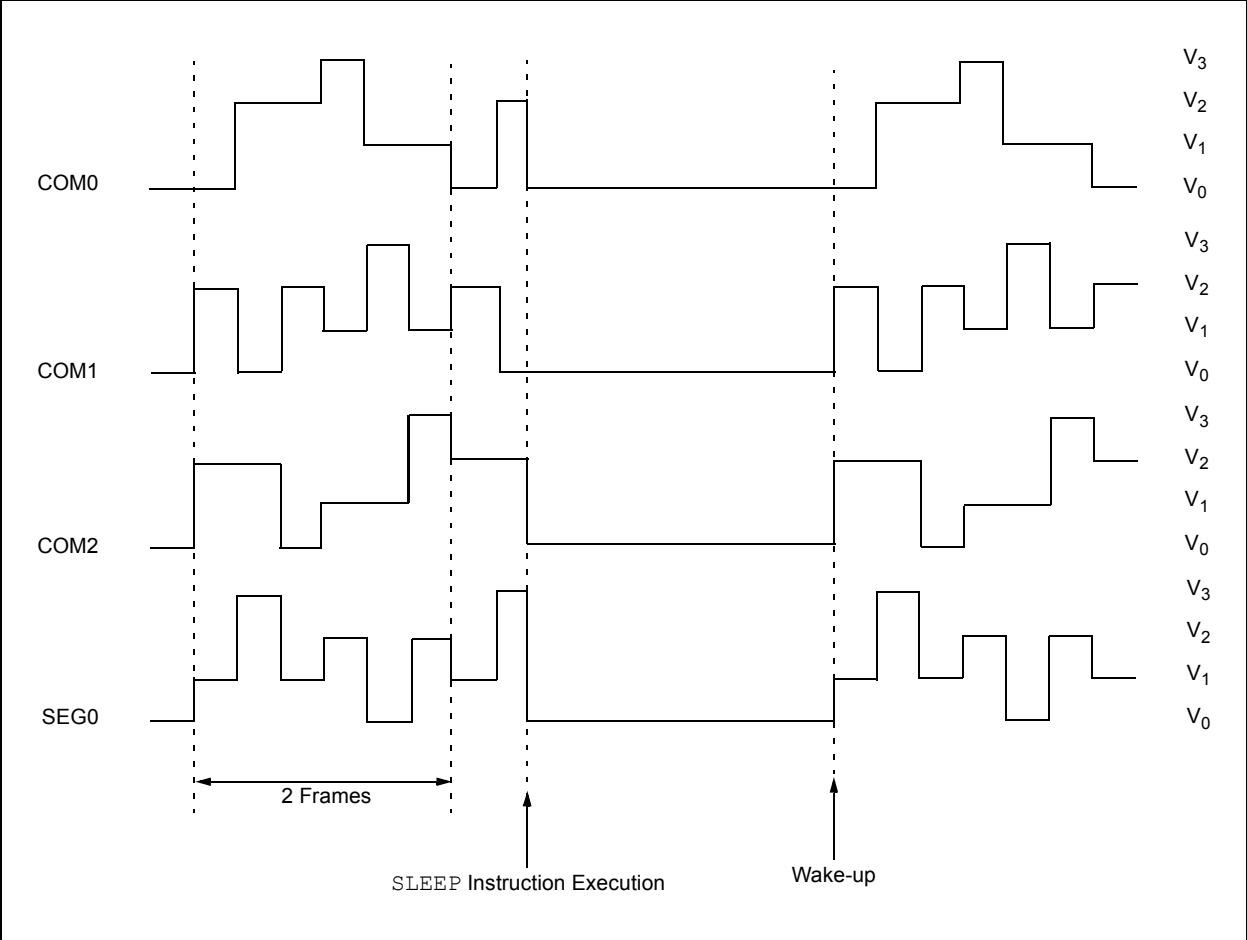 V3
V2
V1
COM0 V0
V3
V2
V1
COM1 V0
V3
V2
V1
COM2 V0
V3
V2
V1
SEG0 V0
2 Frames
SLEEP Instruction Execution
Wake-up